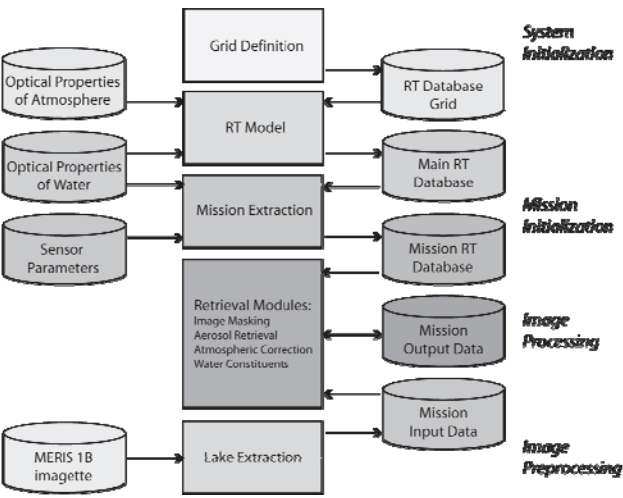 Grid Definition
System
Initialization
Optical Properties
of Atmosphere
RT Database
Grid
RT Model
Optical Properties
of Water
Main RT
Database
Mission Extraction
Mission
Initialization
Sensor
Parameters
Mission RT
Database
Retrieval Modules:
Image Masking
Aerosol Retrieval
Atmospheric Correction
Water Constituents
Mission
Output Data
Image
Processing
Mission
Input Data
MERIS 1B
imagette
Lake Extraction
Image
Preprocessing